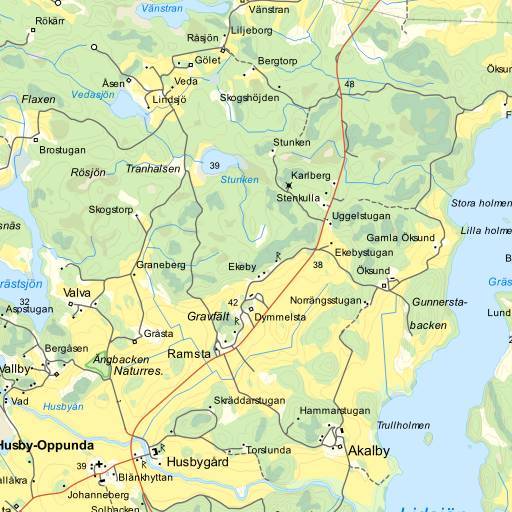 Vänstran
Vänstran
Rökärr
Råsjön
Liljeborg
Gölet
Bergtorp
Åsen
Veda
48
Öksund
Vedasjön
Lindsjö
Skogshöjden
Flaxen
Brostugan
Stunken
Rösjön
Tranhalsen
39
Stunken
Karlberg
Stenkulla
Stora holmen
Skogstorp
Uggelstugan
Lilla holmen
Gamla Öksund
Ekebystugan
Graneberg
Ekeby
38
Öksund
32
Valva
42
Norrängsstugan
Gunnersta-
backen
Aspstugan
Gravfält
R
Dymmelsta
Lund
Gråsta
Bergåsen
Ängbacken
Naturres.
Ramsta
Vallby
Vad
Husbyån
Skräddarstugan
Hammarstugan
Trullholmen
Husby-Oppunda
Torslunda
Akalby
39
R
Husbygård
Blänkhyttan
Johanneberg
Solbacken